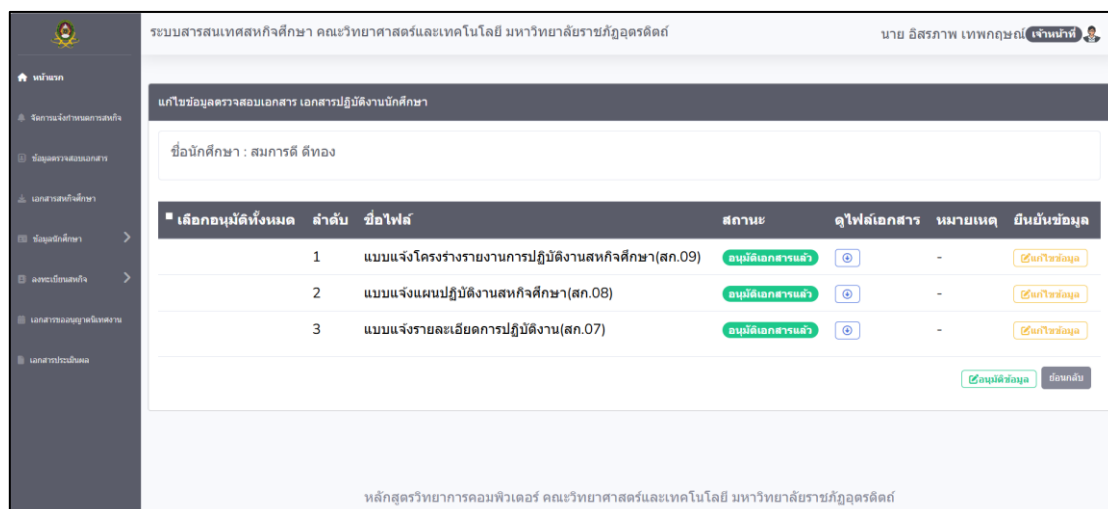 ระบบสารสนเทศสหกิจศึกษา คณะวิทยาศาสตร์และเทคโนโลยี มหาวิทยาลัยราชภัฏอุตรดิตถ์
นาย อิสรภาพ เทพกฤษณ์ เจ้าหน้าที่
หน้าแรก
จัดการแจ้งกำหนดการสหกิจ
ข้อมูลตรวจสอบเอกสาร
เอกสารสหกิจศึกษา
ข้อมูลนักศึกษา
ลงทะเบียนสหกิจ
เอกสารขออนุญาตนิเทศงาน
เอกสารประเมินผล
แก้ไขข้อมูลตรวจสอบเอกสาร เอกสารปฏิบัติงานนักศึกษา
ชื่อนักศึกษา : สมการดี ดีทอง
เลือกอนุมัติทั้งหมด ลำดับ ชื่อไฟล์ สถานะ ดูไฟล์เอกสาร หมายเหตุ ยืนยันข้อมูล
1 แบบแจ้งโครงร่างรายงานการปฏิบัติงานสหกิจศึกษา(สก.09) อนุมัติเอกสารแล้ว - แก้ไขข้อมูล
2 แบบแจ้งแผนปฏิบัติงานสหกิจศึกษา(สก.08) อนุมัติเอกสารแล้ว - แก้ไขข้อมูล
3 แบบแจ้งรายละเอียดการปฏิบัติงาน(สก.07) อนุมัติเอกสารแล้ว - แก้ไขข้อมูล
อนุมัติข้อมูล ย้อนกลับ
หลักสูตรวิทยาการคอมพิวเตอร์ คณะวิทยาศาสตร์และเทคโนโลยี มหาวิทยาลัยราชภัฏอุตรดิตถ์